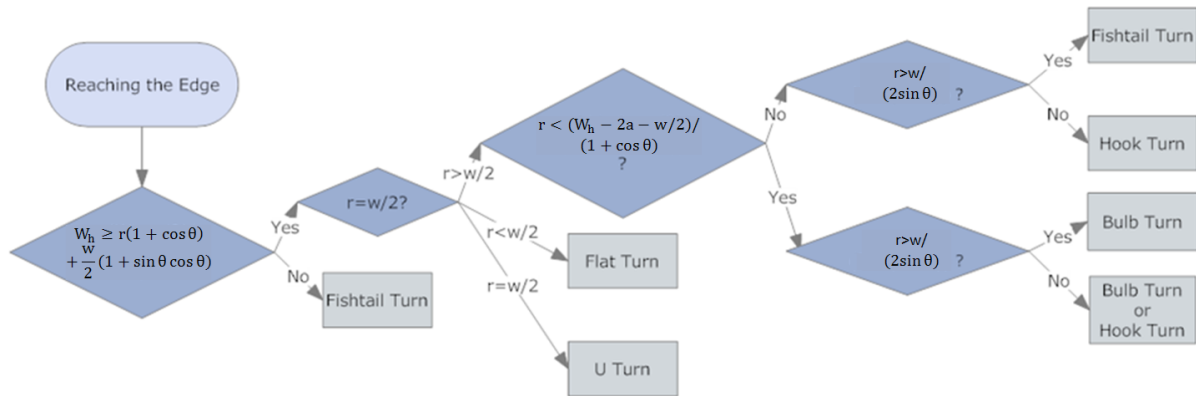 Reaching the Edge
Wₕ ≥ r(1 + cos θ)
+ w/2 (1 + sin θ cos θ)
Yes
No
Fishtail Turn
r=w/2?
r>w/2
r<w/2
r=w/2
Flat Turn
U Turn
r < (Wₕ − 2a − w/2)/
(1 + cos θ)
?
No
Yes
r>w/
(2sin θ) ?
Yes
No
Fishtail Turn
Hook Turn
r>w/
(2sin θ) ?
Yes
No
Bulb Turn
Bulb Turn
or
Hook Turn